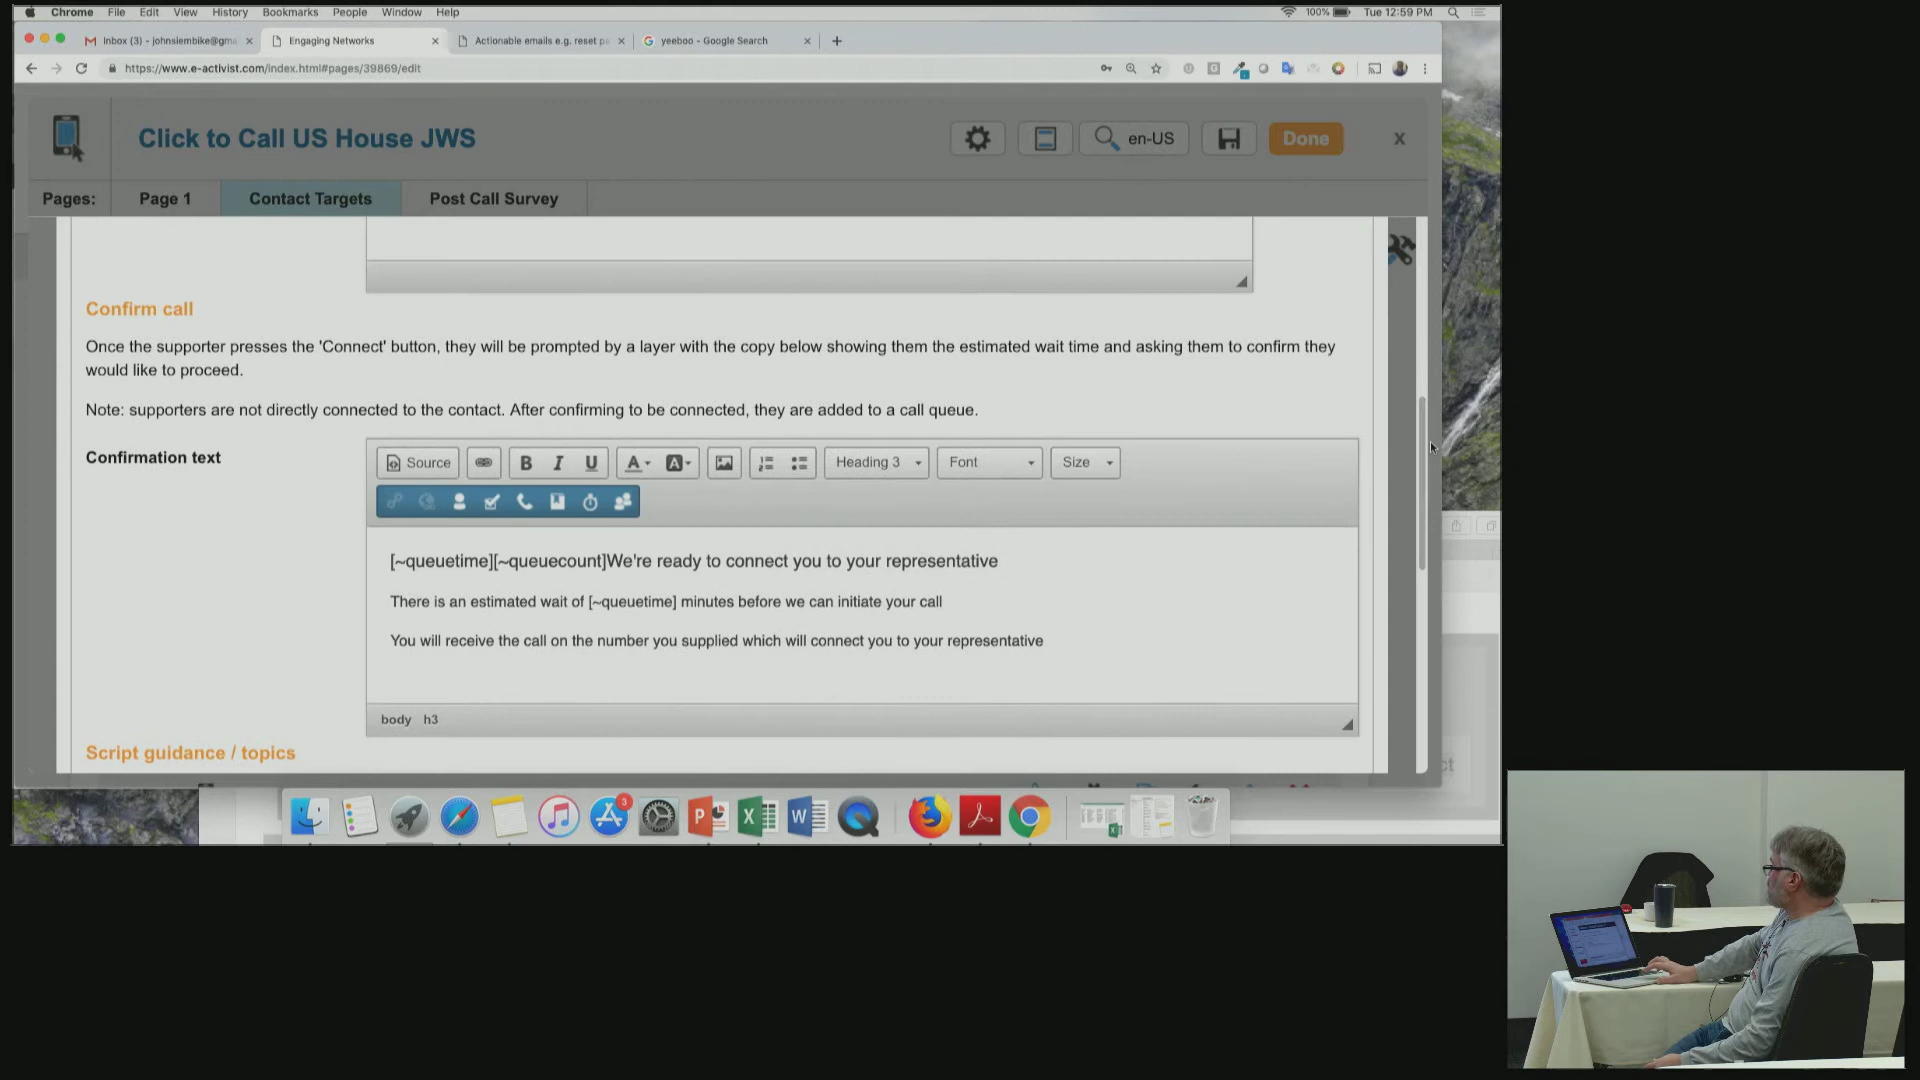 Chrome File Edit View History Bookmarks People Window Help 100% Tue 12:59 PM
Inbox (3) - johnslembike@gma Engaging Networks Actionable emails e.g. reset pa yeeboo - Google Search
https://www.e-activist.com/index.html#pages/39869/edit
Click to Call US House JWS en-US Done X
Pages: Page 1 Contact Targets Post Call Survey
Confirm call
Once the supporter presses the 'Connect' button, they will be prompted by a layer with the copy below showing them the estimated wait time and asking them to confirm they
would like to proceed.
Note: supporters are not directly connected to the contact. After confirming to be connected, they are added to a call queue.
Confirmation text
Source B I U A A Heading 3 Font Size
[~queuetime][~queuecount]We're ready to connect you to your representative
There is an estimated wait of [~queuetime] minutes before we can initiate your call
You will receive the call on the number you supplied which will connect you to your representative
body h3
Script guidance / topics
3